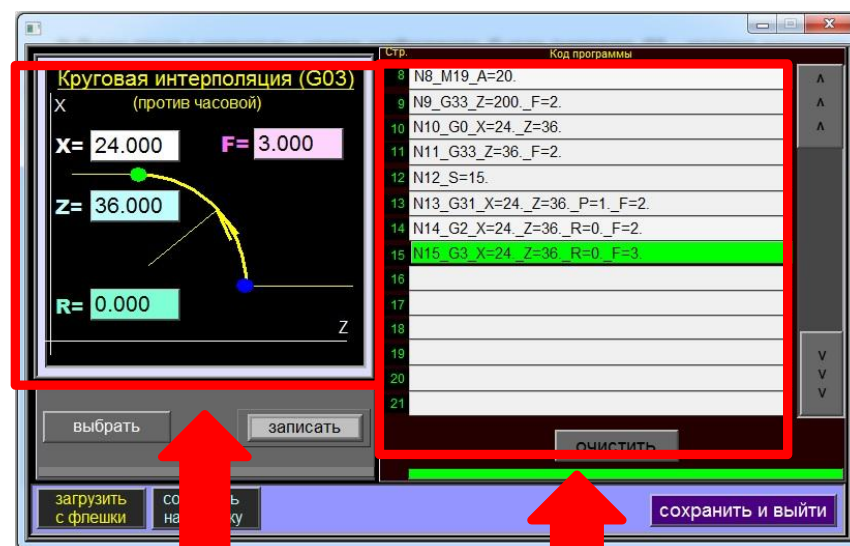 Стр. Код программы
Круговая интерполяция (G03)
(против часовой)
X
X= 24.000 F= 3.000
Z= 36.000
R= 0.000
Z
выбрать записать
8 N8_M19_A=20.
9 N9_G33_Z=200._F=2.
10 N10_G0_X=24._Z=36.
11 N11_G33_Z=36._F=2.
12 N12_S=15.
13 N13_G31_X=24._Z=36._P=1._F=2.
14 N14_G2_X=24._Z=36._R=0._F=2.
15 N15_G3_X=24._Z=36._R=0._F=3.
16
17
18
19
20
21
очистить
загрузить
с флешки
сохранить и выйти